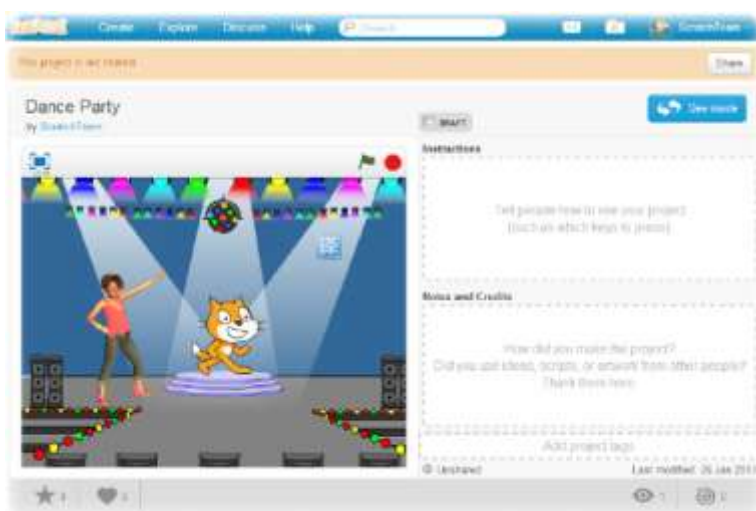 Create Explore Discuss Help Search ScratchTeam
This project is not shared
Share
Dance Party
by ScratchTeam
DRAFT
See inside
Instructions
Tell people how to use your project
(such as which keys to press).
Notes and Credits
How did you make the project?
Did you use ideas, scripts, or artwork from other people?
Thank them here.
Add project tags.
© Unshared
Last modified: 26 Jan